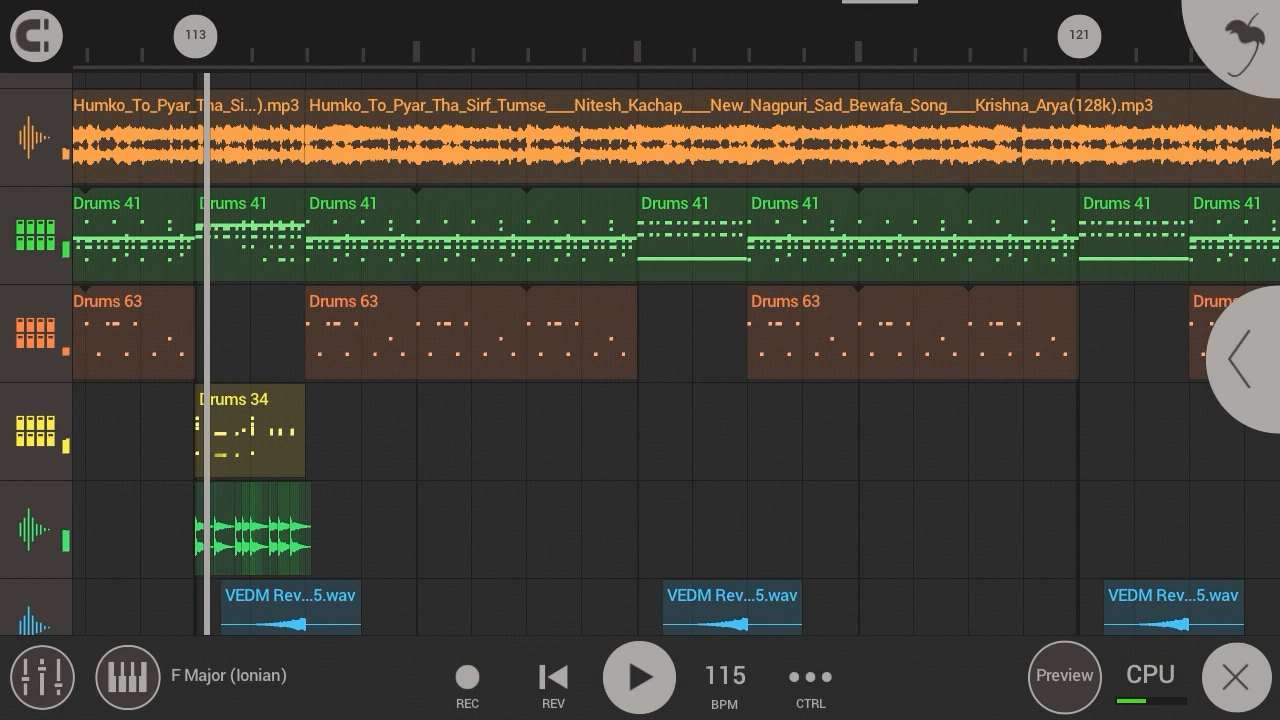 113
121
Humko_To_Pyar_Tha_Si...).mp3
Humko_To_Pyar_Tha_Sirf_Tumse___Nitesh_Kachap___New_Nagpuri_Sad_Bewafa_Song___Krishna_Arya(128k).mp3
Drums 41
Drums 41
Drums 41
Drums 41
Drums 41
Drums 41
Drums 41
Drums 63
Drums 63
Drums 63
Drums
Drums 34
VEDM Rev...5.wav
VEDM Rev...5.wav
VEDM Rev...5.wav
F Major (Ionian)
REC
REV
115
BPM
CTRL
Preview
CPU